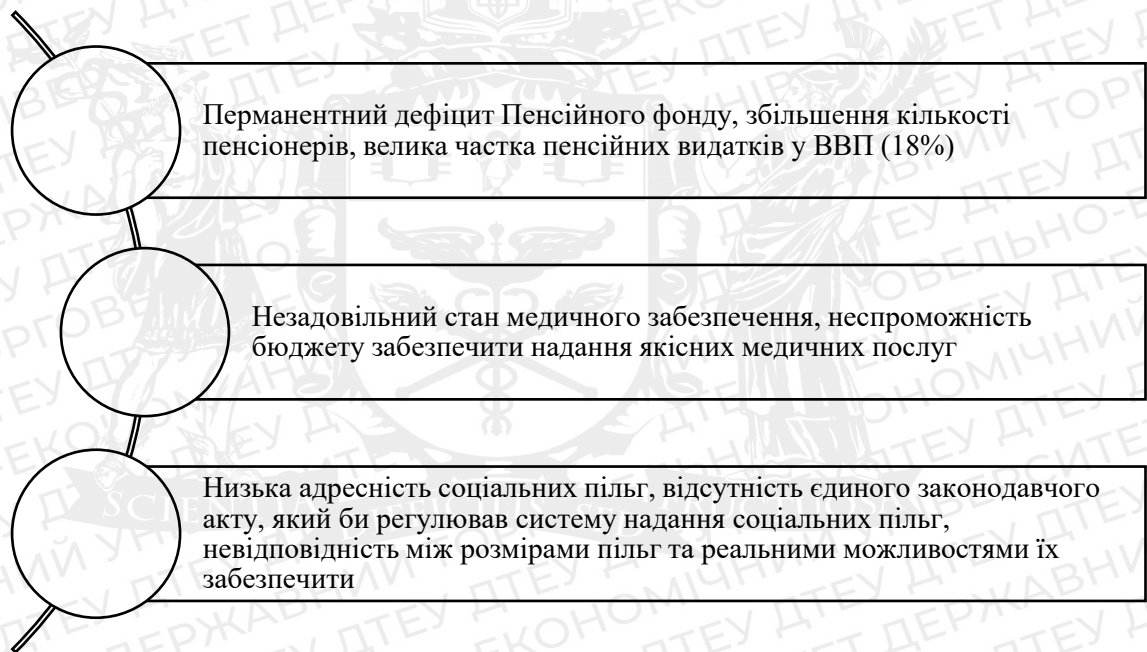 Перманентний дефіцит Пенсійного фонду, збільшення кількості
пенсіонерів, велика частка пенсійних видатків у ВВП (18%)
Незадовільний стан медичного забезпечення, неспроможність
бюджету забезпечити надання якісних медичних послуг
Низька адресність соціальних пільг, відсутність єдиного законодавчого
акту, який би регулював систему надання соціальних пільг,
невідповідність між розмірами пільг та реальними можливостями їх
забезпечити